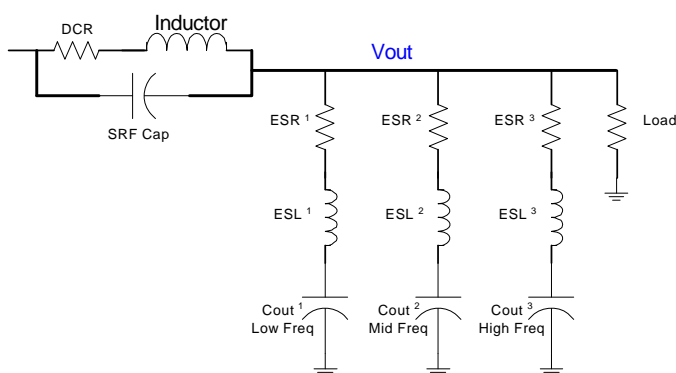 DCR
Inductor
SRF Cap
Vout
ESR 1
ESR 2
ESR 3
Load
ESL 1
ESL 2
ESL 3
Cout 1
Low Freq
Cout 2
Mid Freq
Cout 3
High Freq